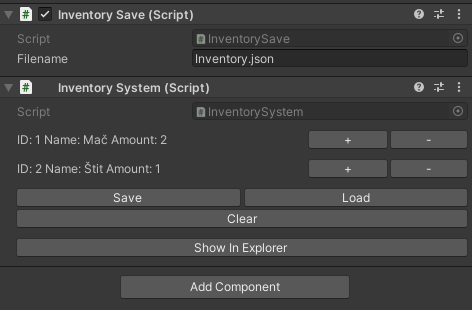 Inventory Save (Script)
Script InventorySave
Filename Inventory.json
Inventory System (Script)
Script InventorySystem
ID: 1 Name: Mač Amount: 2 + -
ID: 2 Name: Štit Amount: 1 + -
Save Load
Clear
Show In Explorer
Add Component